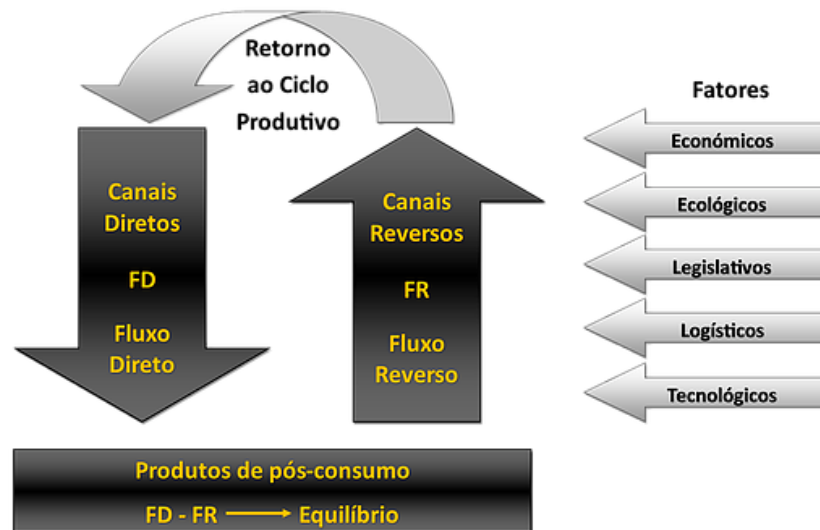 Retorno
ao Ciclo
Produtivo
Canais
Diretos
FD
Fluxo
Direto
Canais
Reversos
FR
Fluxo
Reverso
Fatores
Económicos
Ecológicos
Legislativos
Logísticos
Tecnológicos
Produtos de pós-consumo
FD - FR → Equilíbrio